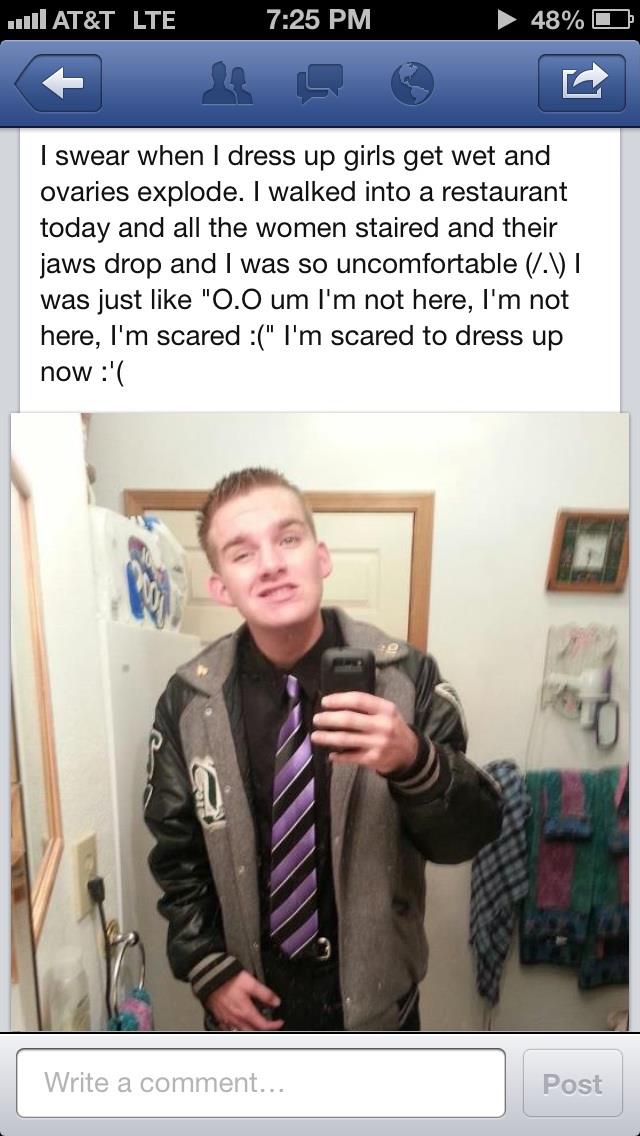 AT&T LTE 7:25 PM 48%
I swear when I dress up girls get wet and
ovaries explode. I walked into a restaurant
today and all the women staired and their
jaws drop and I was so uncomfortable (/.\) I
was just like "O.O um I'm not here, I'm not
here, I'm scared :(" I'm scared to dress up
now :'(
Write a comment…
Post